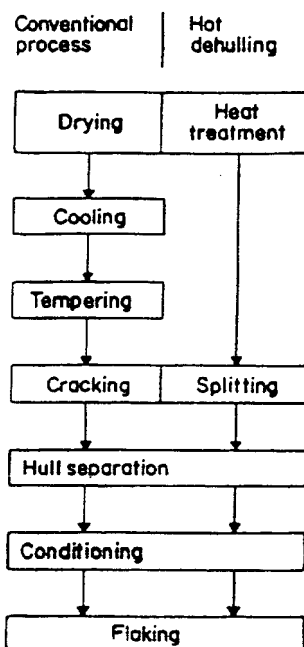 Conventional
process
Hot
dehulling
Drying
Heat
treatment
Cooling
Tempering
Cracking
Splitting
Hull separation
Conditioning
Flaking